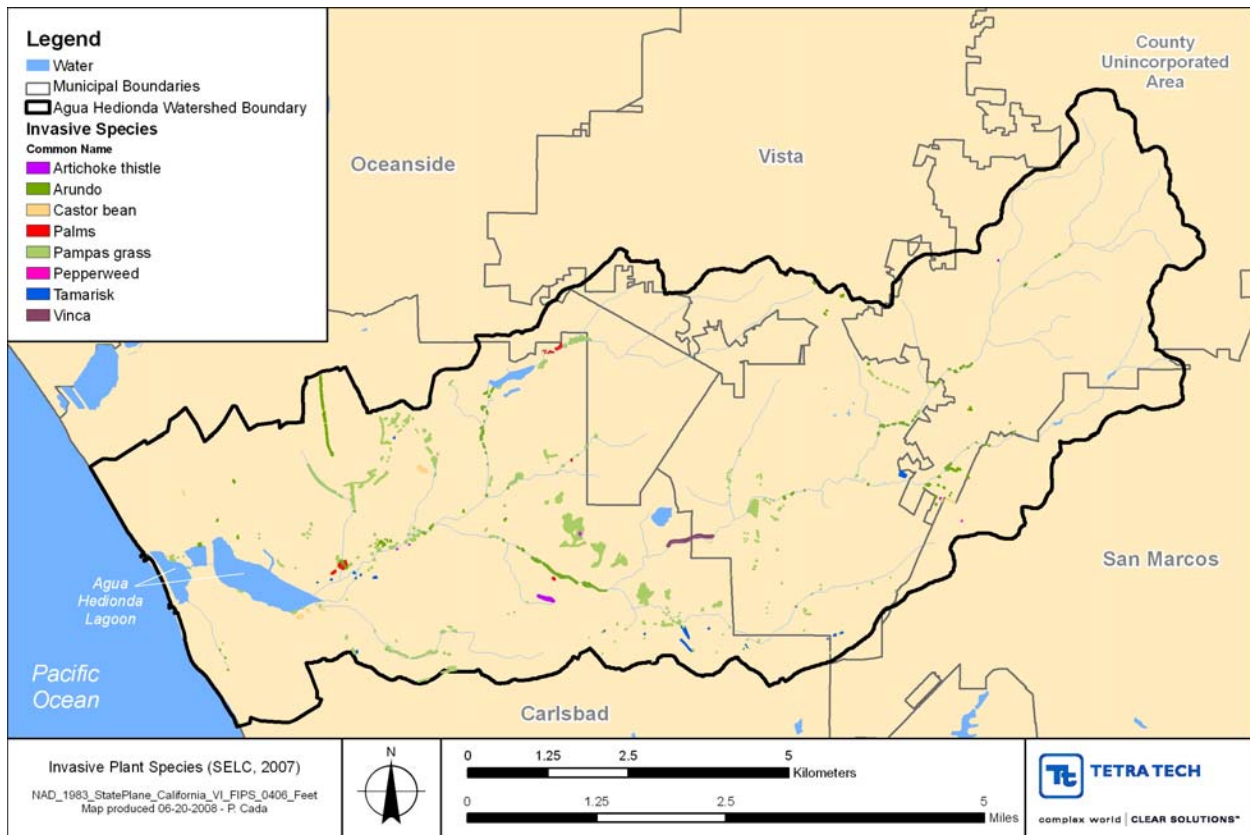 Legend
Water
Municipal Boundaries
Agua Hedionda Watershed Boundary
Invasive Species
Common Name
Artichoke thistle
Arundo
Castor bean
Palms
Pampas grass
Pepperweed
Tamarisk
Vinca
County
Unincorporated
Area
Oceanside
Vista
San Marcos
Agua
Hedionda
Lagoon
Pacific
Ocean
Carlsbad
Invasive Plant Species (SELC, 2007)
NAD_1983_StatePlane_California_VI_FIPS_0406_Feet
Map produced 06-20-2008 - P. Cada
N
0 1.25 2.5 5
Kilometers
0 1.25 2.5 5
Miles
Tt TETRA TECH
complex world | CLEAR SOLUTIONS™